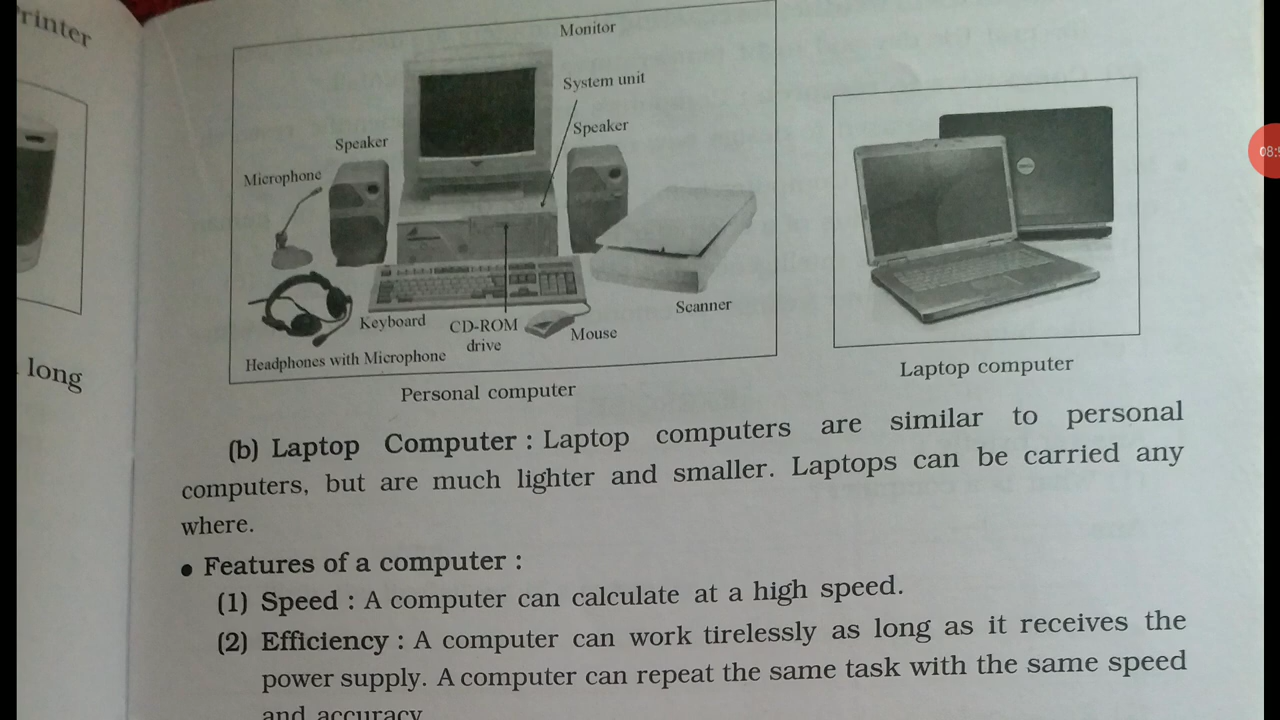 rinter
long
Monitor
System unit
Speaker
Speaker
Microphone
Scanner
Keyboard
CD-ROM
drive
Mouse
Headphones with Microphone
Personal computer
Laptop computer
(b) Laptop Computer : Laptop computers are similar to personal
computers, but are much lighter and smaller. Laptops can be carried any
where.
• Features of a computer :
(1) Speed : A computer can calculate at a high speed.
(2) Efficiency : A computer can work tirelessly as long as it receives the
power supply. A computer can repeat the same task with the same speed
and accuracy
08:5